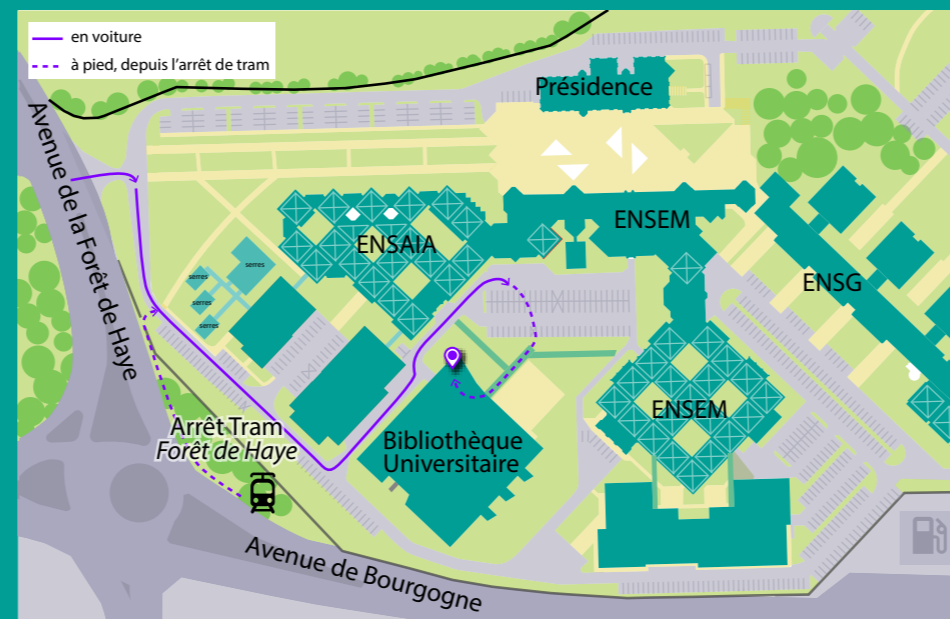 en voiture
à pied, depuis l'arrêt de tram
Présidence
Avenue de la Forêt de Haye
ENSEM
ENSAIA
serres
serres
serres
serres
ENSG
ENSEM
Arrêt Tram
Forêt de Haye
Bibliothèque
Universitaire
Avenue de Bourgogne